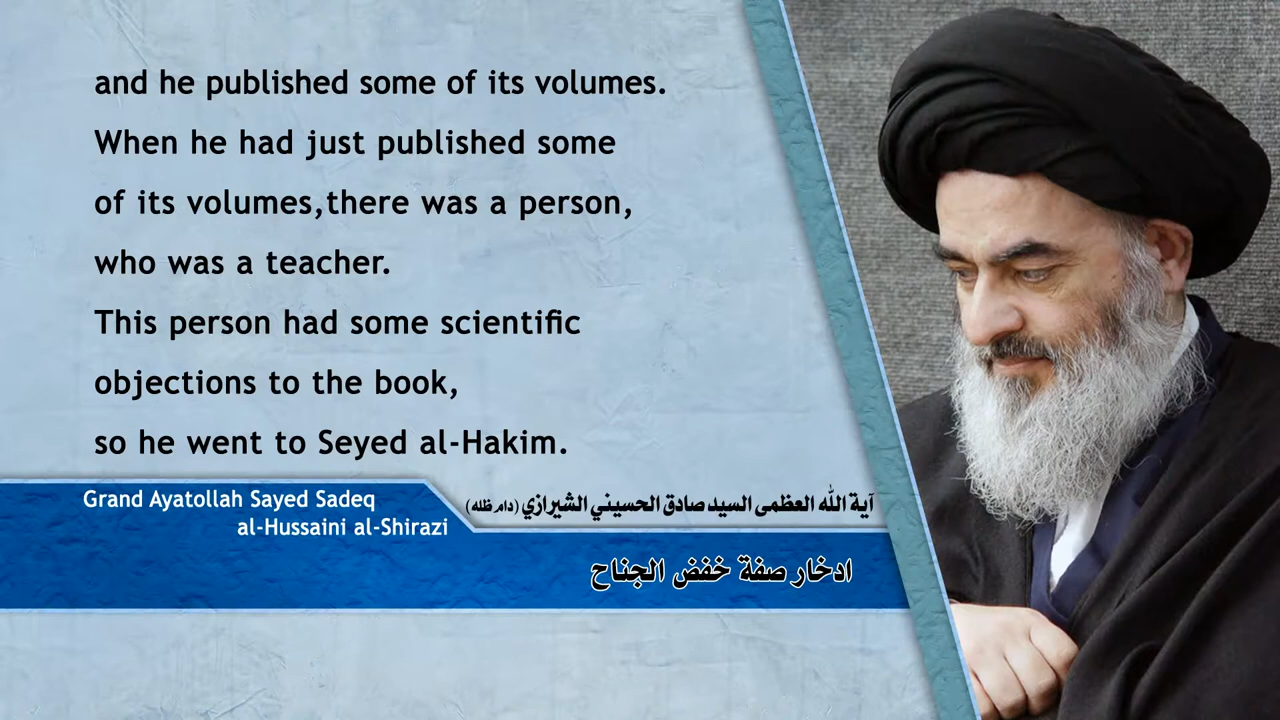 and he published some of its volumes.
When he had just published some
of its volumes,there was a person,
who was a teacher.
This person had some scientific
objections to the book,
so he went to Seyed al-Hakim.
Grand Ayatollah Sayed Sadeq
al-Hussaini al-Shirazi
آية الله العظمى السيد صادق الحسيني الشيرازي (دام ظله)
ادخار صفة خفض الجناح